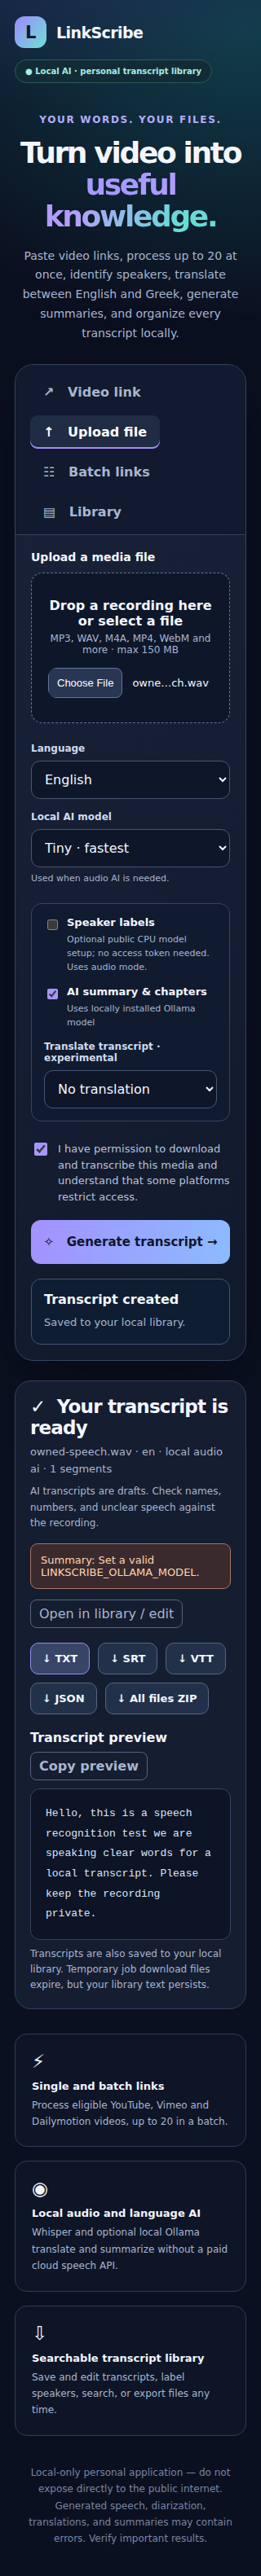 L LinkScribe
● Local AI · personal transcript library
YOUR WORDS. YOUR FILES.
Turn video into
useful
knowledge.
Paste video links, process up to 20 at
once, identify speakers, translate
between English and Greek, generate
summaries, and organize every
transcript locally.
↗ Video link
↑ Upload file
☷ Batch links
▤ Library
Upload a media file
Drop a recording here
or select a file
MP3, WAV, M4A, MP4, WebM and
more · max 150 MB
Choose File owne...ch.wav
Language
English
Local AI model
Tiny · fastest
Used when audio AI is needed.
Speaker labels
Optional public CPU model
setup; no access token needed.
Uses audio mode.
AI summary & chapters
Uses locally installed Ollama
model
Translate transcript ·
experimental
No translation
I have permission to download
and transcribe this media and
understand that some platforms
restrict access.
✧ Generate transcript →
Transcript created
Saved to your local library.
✓ Your transcript is
ready
owned-speech.wav · en · local audio
ai · 1 segments
AI transcripts are drafts. Check names,
numbers, and unclear speech against
the recording.
Summary: Set a valid
LINKSCRIBE_OLLAMA_MODEL.
Open in library / edit
↓ TXT ↓ SRT ↓ VTT
↓ JSON ↓ All files ZIP
Transcript preview
Copy preview
Hello, this is a speech
recognition test we are
speaking clear words for a
local transcript. Please
keep the recording
private.
Transcripts are also saved to your local
library. Temporary job download files
expire, but your library text persists.
⚡
Single and batch links
Process eligible YouTube, Vimeo and
Dailymotion videos, up to 20 in a batch.
◉
Local audio and language AI
Whisper and optional local Ollama
translate and summarize without a paid
cloud speech API.
⇩
Searchable transcript library
Save and edit transcripts, label
speakers, search, or export files any
time.
Local-only personal application — do not
expose directly to the public internet.
Generated speech, diarization,
translations, and summaries may contain
errors. Verify important results.